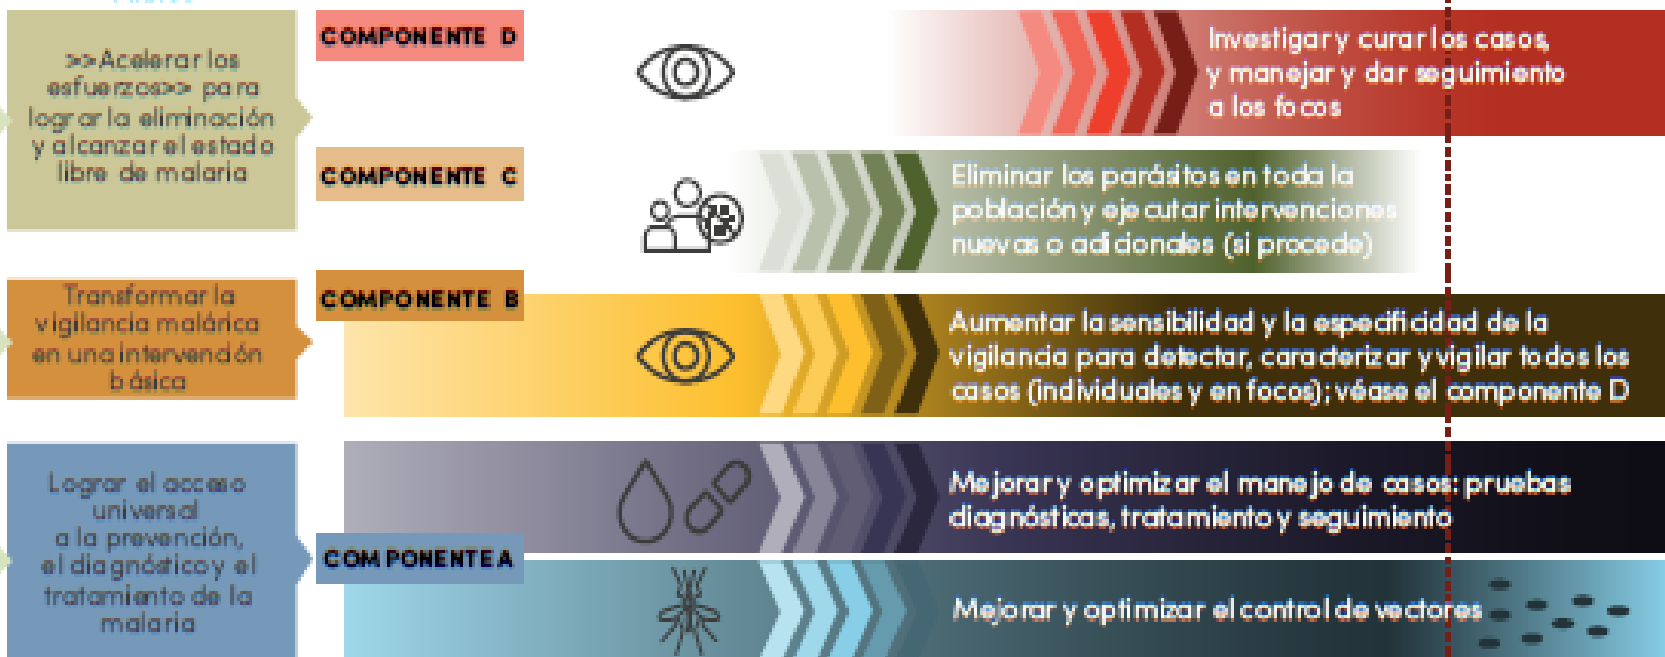 >>Acelerar los
esfuerzos>> para
lograr la eliminación
y alcanzar el estado
libre de malaria
COMPONENTE D
Investigar y curar los casos,
y manejar y dar seguimiento
a los focos
COMPONENTE C
Eliminar los parásitos en toda la
población y ejecutar intervenciones
nuevas o adicionales (si procede)
Transformar la
vigilancia malárica
en una intervención
básica
COMPONENTE B
Aumentar la sensibilidad y la especificidad de la
vigilancia para detectar, caracterizar y vigilar todos los
casos (individuales y en focos); véase el componente D
Lograr el acceso
universal
a la prevención,
el diagnóstico y el
tratamiento de la
malaria
COMPONENTE A
Mejorar y optimizar el manejo de casos: pruebas
diagnósticas, tratamiento y seguimiento
Mejorar y optimizar el control de vectores